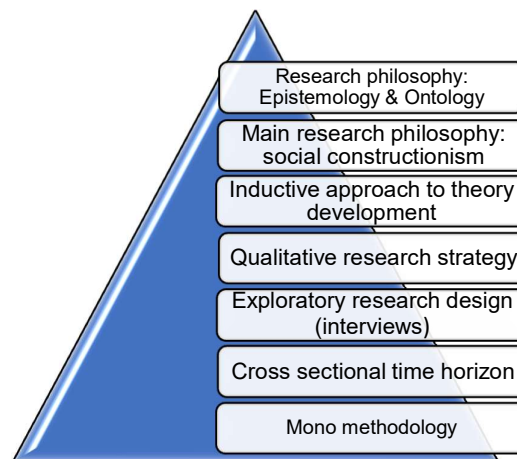 Research philosophy:
Epistemology & Ontology
Main research philosophy:
social constructionism
Inductive approach to theory
development
Qualitative research strategy
Exploratory research design
(interviews)
Cross sectional time horizon
Mono methodology